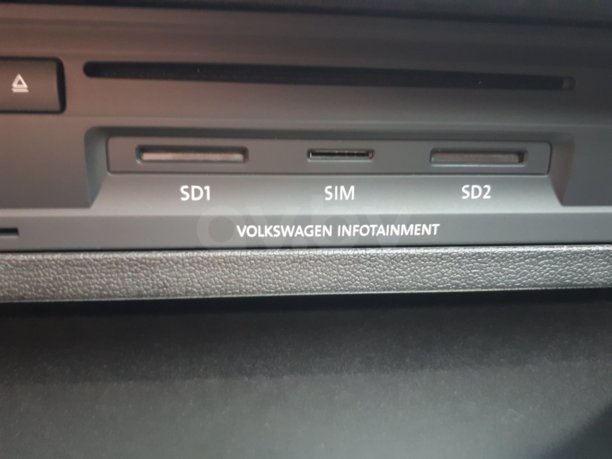 SD1 SIM SD2
VOLKSWAGEN INFOTAINMENT